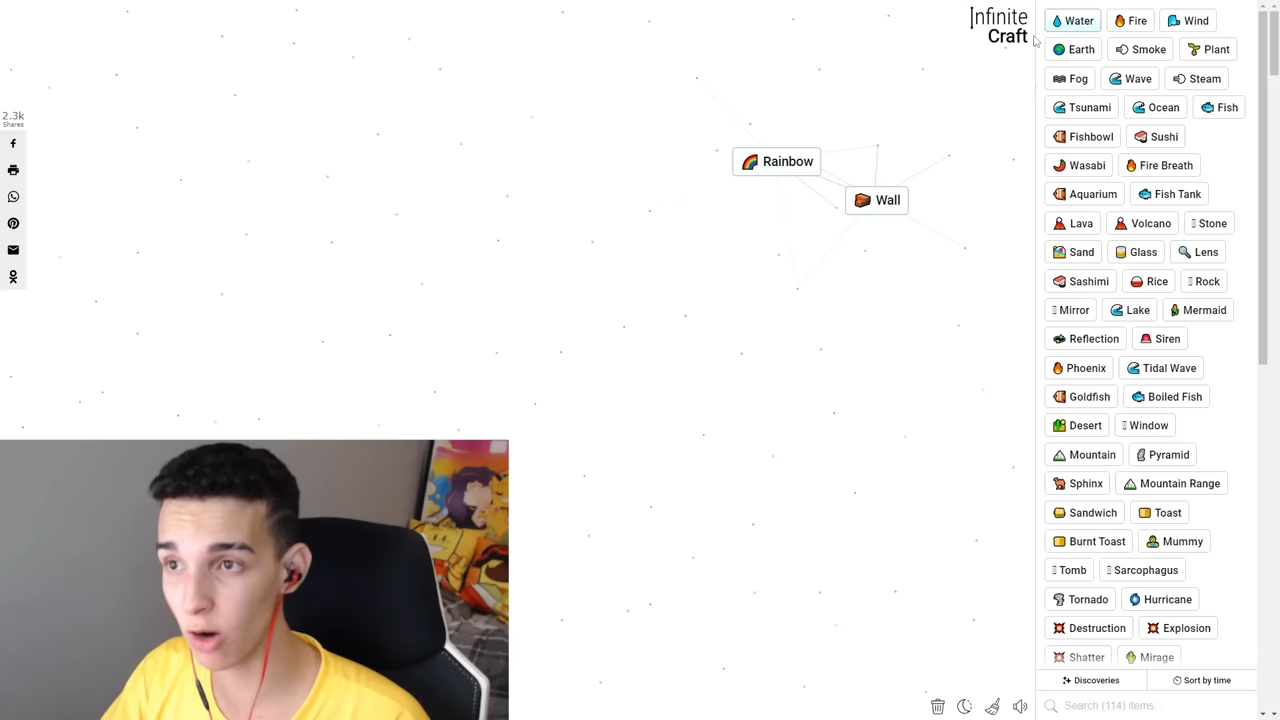 Infinite
Craft
2.3k
Shares
Rainbow
Wall
Water Fire Wind
Earth Smoke Plant
Fog Wave Steam
Tsunami Ocean Fish
Fishbowl Sushi
Wasabi Fire Breath
Aquarium Fish Tank
Lava Volcano Stone
Sand Glass Lens
Sashimi Rice Rock
Mirror Lake Mermaid
Reflection Siren
Phoenix Tidal Wave
Goldfish Boiled Fish
Desert Window
Mountain Pyramid
Sphinx Mountain Range
Sandwich Toast
Burnt Toast Mummy
Tomb Sarcophagus
Tornado Hurricane
Destruction Explosion
Shatter Mirage
Discoveries Sort by time
Search (114) items...